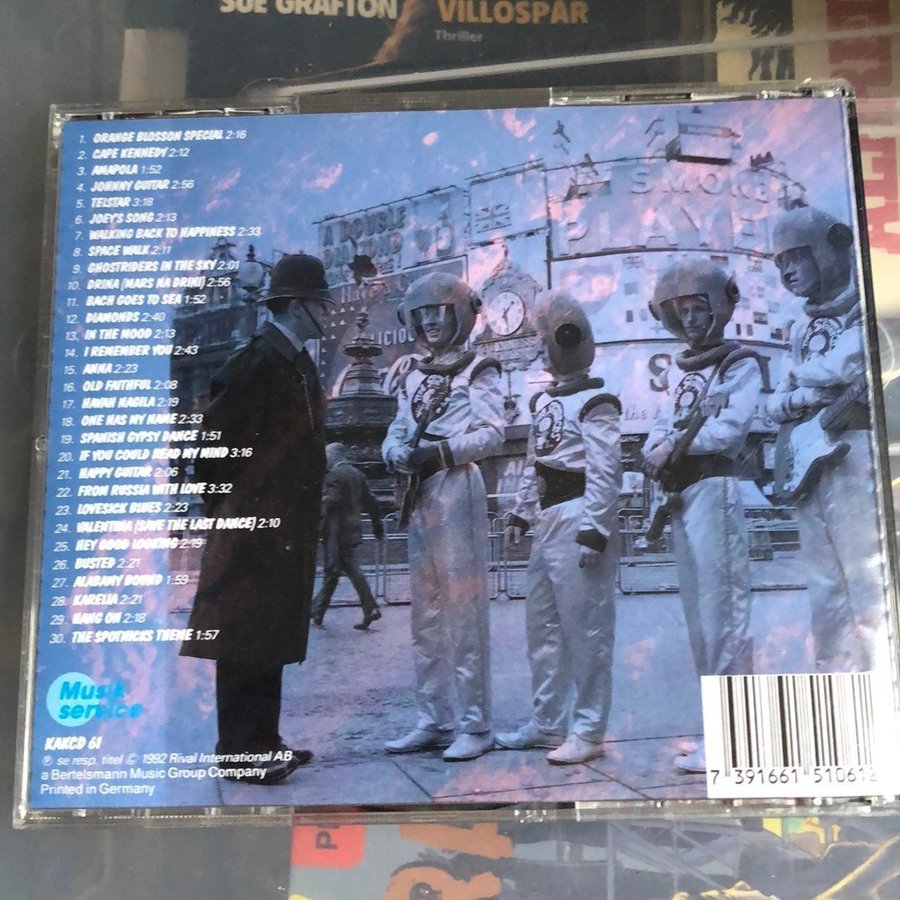 SUE GRAFTON
VILLOSPÅR
Thriller
1. ORANGE BLOSSON SPECIAL 2:16
2. CAPE KENNEDY 2:12
3. ANAPOLA 1:52
4. JOHNNY GUITAR 2:56
5. TELSTAR 3:18
6. JOEY'S SONG 2:13
7. WALKING BACK TO HAPPINESS 2:33
8. SPACE WALK 2:11
9. GHOSTRIDERS IN THE SKY 2:01
10. DRINA (MARS NA DRINI) 2:56
11. BACH GOES TO SEA 1:52
12. DIAMONDS 2:40
13. IN THE MOOD 2:13
14. I REMEMBER YOU 2:43
15. ANNA 2:23
16. OLD FAITHFUL 2:08
17. HAVAH NAGILA 2:19
18. ONE HAS MY NAME 2:33
19. SPANISH GYPSY DANCE 1:51
20. IF YOU COULD READ MY MIND 3:16
21. HAPPY GUITAR 2:06
22. FROM RUSSIA WITH LOVE 3:32
23. LOVESICK BLUES 2:23
24. VALENTINA (SAVE THE LAST DANCE) 2:10
25. HEY GOOD LOOKING 2:19
26. BUSTED 2:21
27. ALABAMY BOUND 1:59
28. KARELIA 2:21
29. HANG ON 2:18
30. THE SPOTNICKS THEME 1:57
A DOUBLE
SMOKE
PLAYE
Musik
service
KAKCD 61
℗ se resp. titel © 1992 Rival International AB
a Bertelsmann Music Group Company
Printed in Germany
7 391661 510612